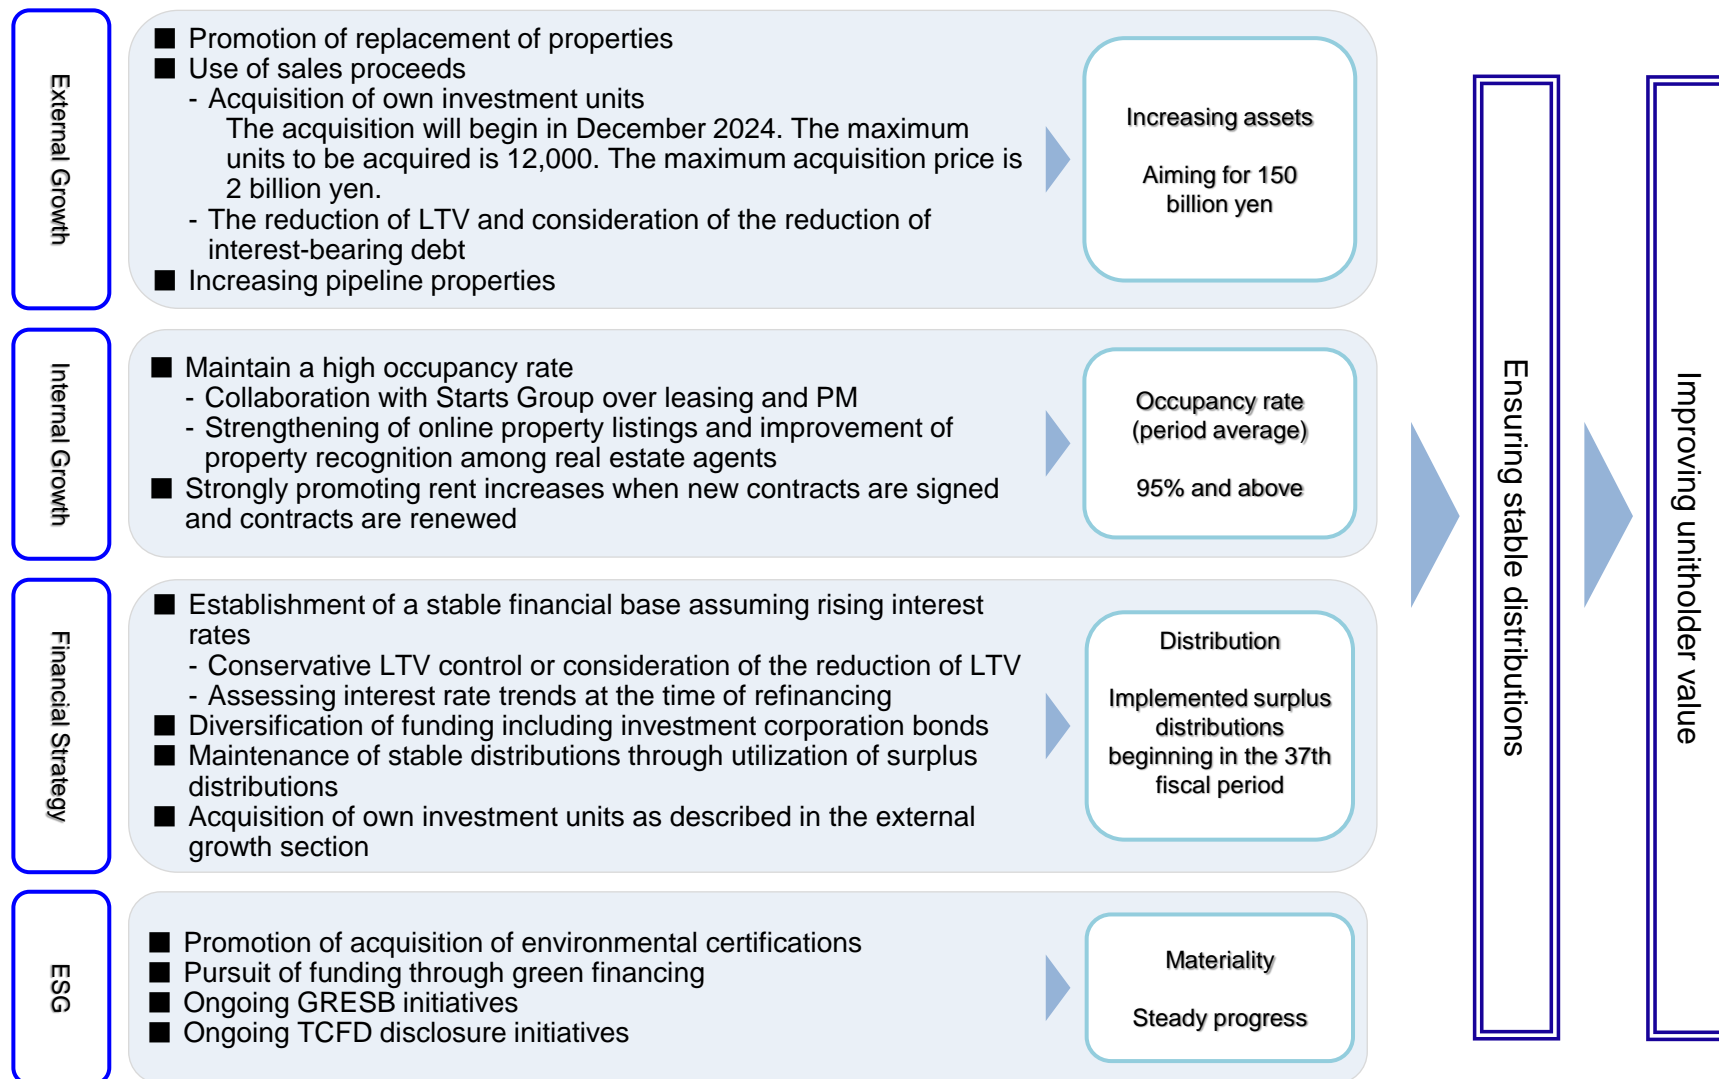 External Growth
■ Promotion of replacement of properties
■ Use of sales proceeds
- Acquisition of own investment units
The acquisition will begin in December 2024. The maximum
units to be acquired is 12,000. The maximum acquisition price is
2 billion yen.
- The reduction of LTV and consideration of the reduction of
interest-bearing debt
■ Increasing pipeline properties
Increasing assets
Aiming for 150
billion yen
Internal Growth
■ Maintain a high occupancy rate
- Collaboration with Starts Group over leasing and PM
- Strengthening of online property listings and improvement of
property recognition among real estate agents
■ Strongly promoting rent increases when new contracts are signed
and contracts are renewed
Occupancy rate
(period average)
95% and above
Financial Strategy
■ Establishment of a stable financial base assuming rising interest
rates
- Conservative LTV control or consideration of the reduction of LTV
- Assessing interest rate trends at the time of refinancing
■ Diversification of funding including investment corporation bonds
■ Maintenance of stable distributions through utilization of surplus
distributions
■ Acquisition of own investment units as described in the external
growth section
Distribution
Implemented surplus
distributions
beginning in the 37th
fiscal period
ESG
■ Promotion of acquisition of environmental certifications
■ Pursuit of funding through green financing
■ Ongoing GRESB initiatives
■ Ongoing TCFD disclosure initiatives
Materiality
Steady progress
Ensuring stable distributions
Improving unitholder value